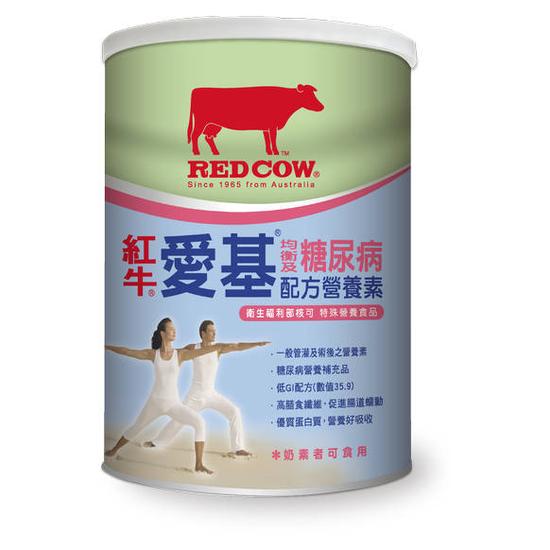 ™
RED COW®
Since 1965 from Australia
紅牛®愛基®均衡及糖尿病
配方營養素
衛生福利部核可 特殊營養食品
·一般管灌及術後之營養素
·糖尿病營養補充品
·低GI配方(數值35.9)
·高膳食纖維，促進腸道蠕動
·優質蛋白質，營養好吸收
＊奶素者可食用